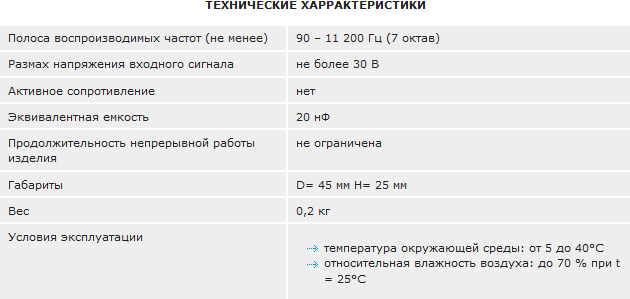 ТЕХНИЧЕСКИЕ ХАРРАКТЕРИСТИКИ
Полоса воспроизводимых частот (не менее) 90 – 11 200 Гц (7 октав)
Размах напряжения входного сигнала не более 30 В
Активное сопротивление нет
Эквивалентная емкость 20 нФ
Продолжительность непрерывной работы не ограничена
изделия
Габариты D= 45 мм H= 25 мм
Вес 0,2 кг
Условия эксплуатации
температура окружающей среды: от 5 до 40°С
относительная влажность воздуха: до 70 % при t
= 25°С